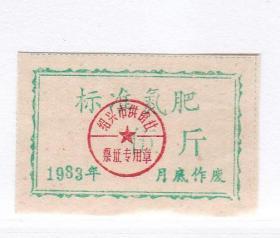 标准氮肥
斤
绍兴市供销社
票证专用章
1983年 月底作废